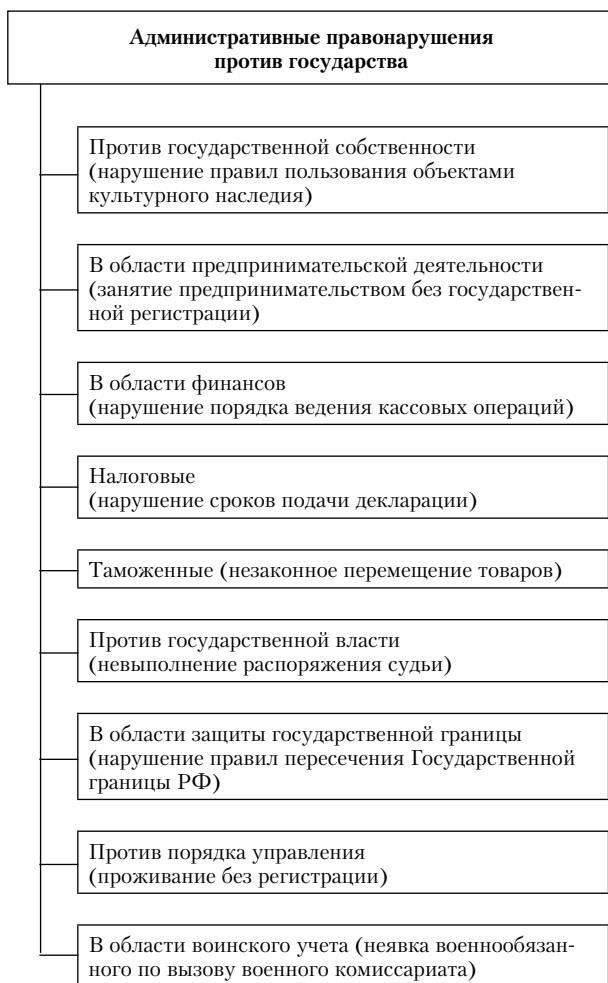 Административные правонарушения
против государства
Против государственной собственности
(нарушение правил пользования объектами
культурного наследия)
В области предпринимательской деятельности
(занятие предпринимательством без государствен-
ной регистрации)
В области финансов
(нарушение порядка ведения кассовых операций)
Налоговые
(нарушение сроков подачи декларации)
Таможенные (незаконное перемещение товаров)
Против государственной власти
(невыполнение распоряжения судьи)
В области защиты государственной границы
(нарушение правил пересечения Государственной
границы РФ)
Против порядка управления
(проживание без регистрации)
В области воинского учета (неявка военнообязан-
ного по вызову военного комиссариата)